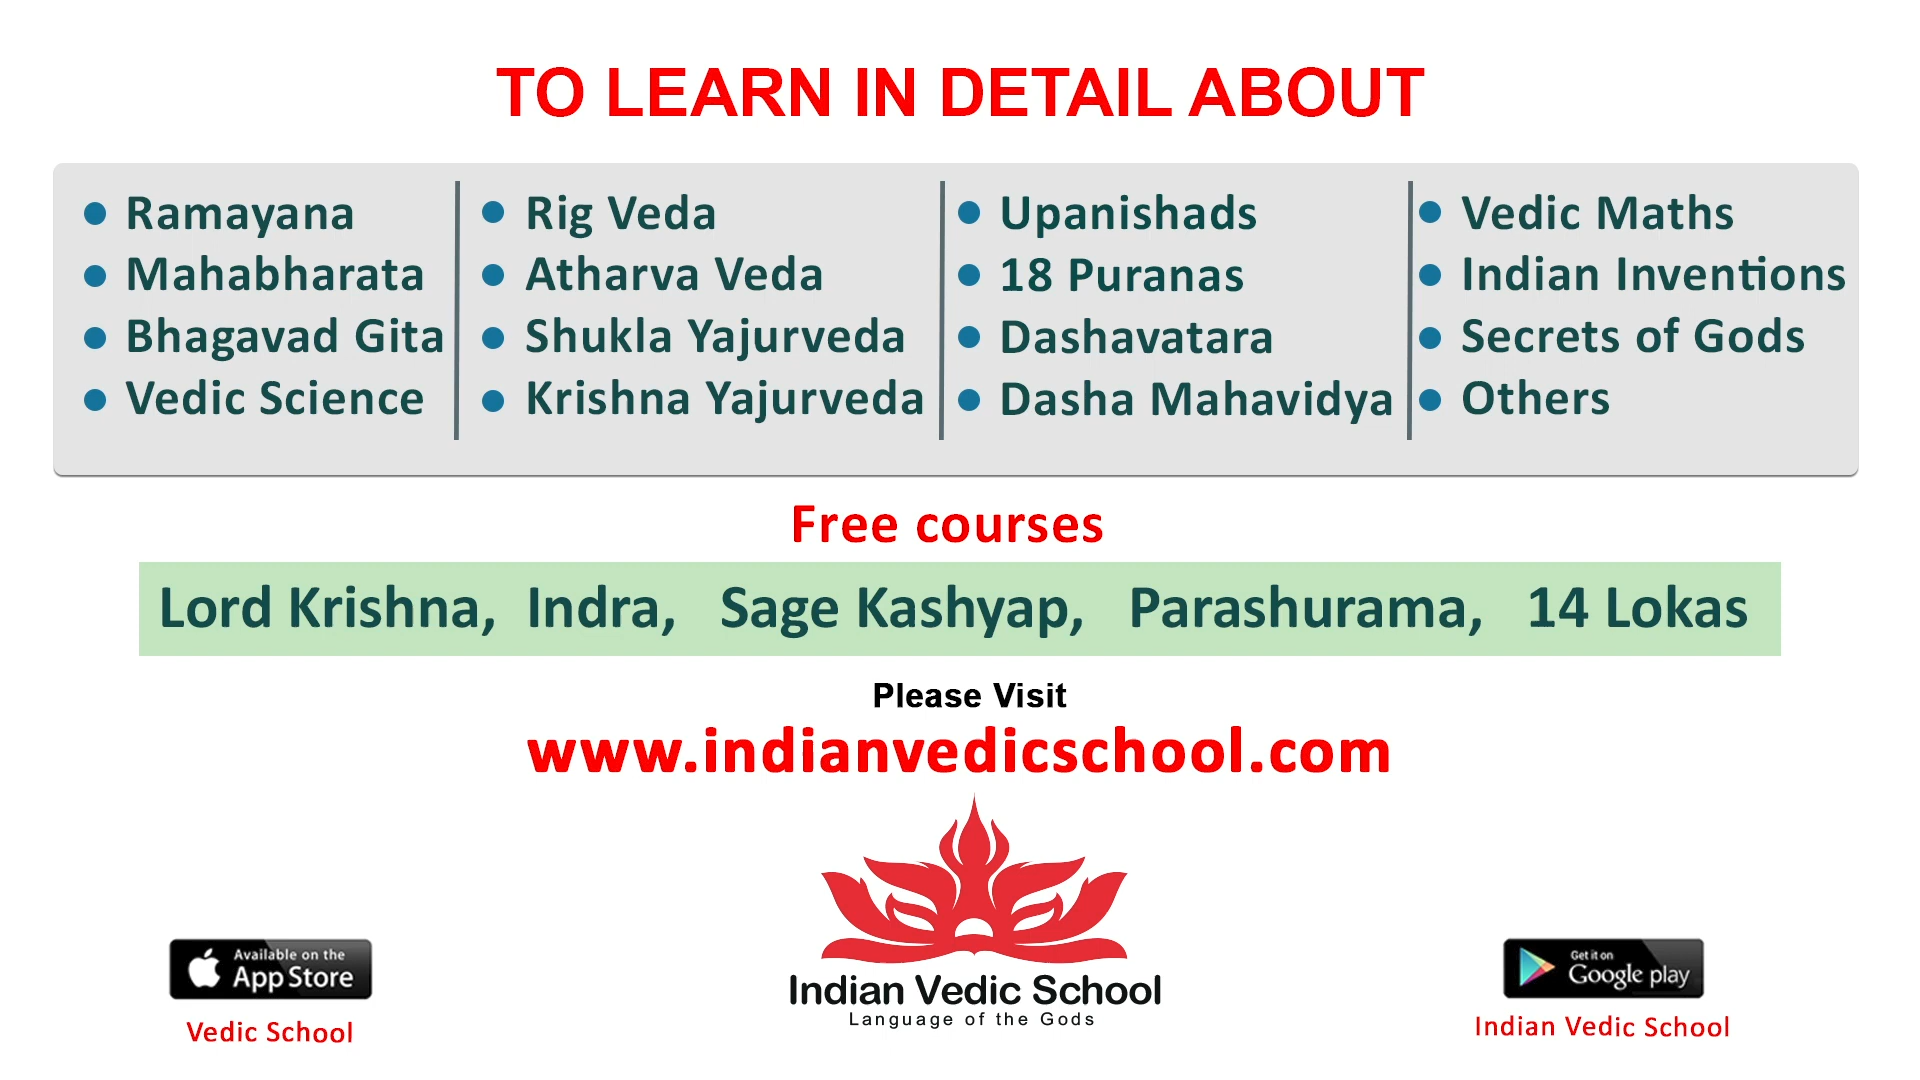 TO LEARN IN DETAIL ABOUT
Ramayana
Mahabharata
Bhagavad Gita
Vedic Science
Rig Veda
Atharva Veda
Shukla Yajurveda
Krishna Yajurveda
Upanishads
18 Puranas
Dashavatara
Dasha Mahavidya
Vedic Maths
Indian Inventions
Secrets of Gods
Others
Free courses
Lord Krishna, Indra, Sage Kashyap, Parashurama, 14 Lokas
Please Visit
www.indianvedicschool.com
Indian Vedic School
Language of the Gods
Available on the
App Store
Vedic School
Get it on
Google play
Indian Vedic School